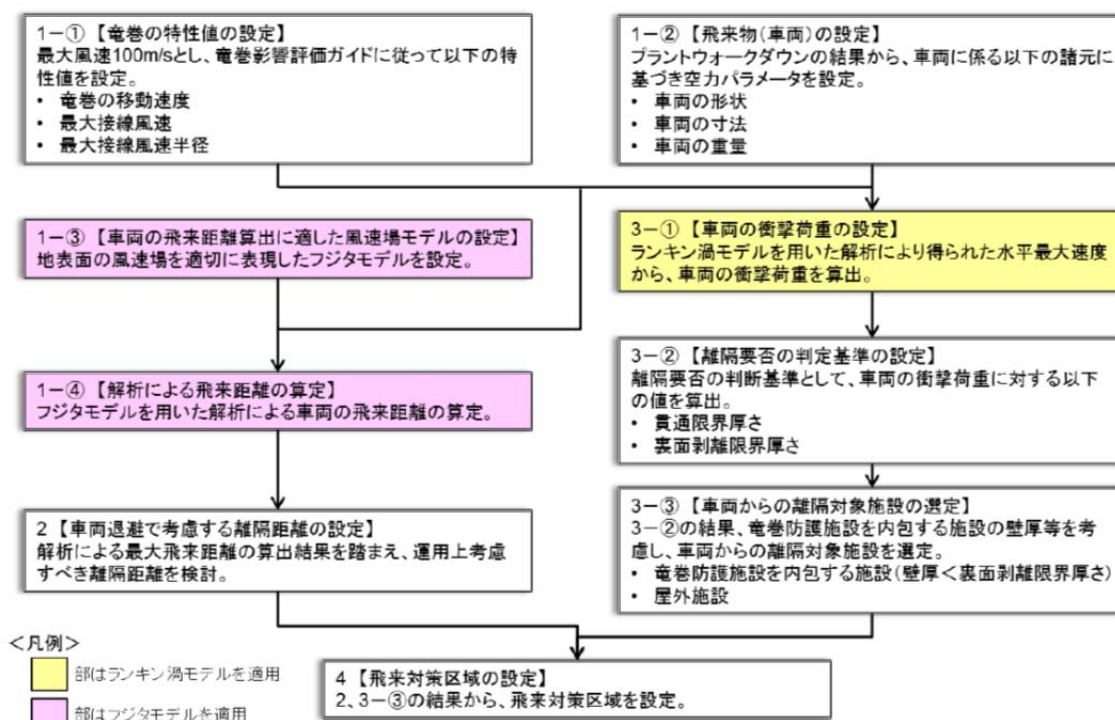 1－① 【竜巻の特性値の設定】
最大風速100m/sとし、竜巻影響評価ガイドに従って以下の特
性値を設定。
• 竜巻の移動速度
• 最大接線風速
• 最大接線風速半径
1－② 【飛来物(車両)の設定】
プラントウォークダウンの結果から、車両に係る以下の諸元に
基づき空力パラメータを設定。
• 車両の形状
• 車両の寸法
• 車両の重量
1－③ 【車両の飛来距離算出に適した風速場モデルの設定】
地表面の風速場を適切に表現したフジタモデルを設定。
3－① 【車両の衝撃荷重の設定】
ランキン渦モデルを用いた解析により得られた水平最大速度
から、車両の衝撃荷重を算出。
1－④ 【解析による飛来距離の算定】
フジタモデルを用いた解析による車両の飛来距離の算定。
3－② 【離隔要否の判定基準の設定】
離隔要否の判断基準として、車両の衝撃荷重に対する以下
の値を算出。
• 貫通限界厚さ
• 裏面剥離限界厚さ
2 【車両退避で考慮する離隔距離の設定】
解析による最大飛来距離の算出結果を踏まえ、運用上考慮
すべき離隔距離を検討。
3－③ 【車両からの離隔対象施設の選定】
3－②の結果、竜巻防護施設を内包する施設の壁厚等を考
慮し、車両からの離隔対象施設を選定。
• 竜巻防護施設を内包する施設(壁厚＜裏面剥離限界厚さ)
• 屋外施設
4 【飛来対策区域の設定】
2、3－③の結果から、飛来対策区域を設定。
＜凡例＞
部はランキン渦モデルを適用
部はフジタモデルを適用